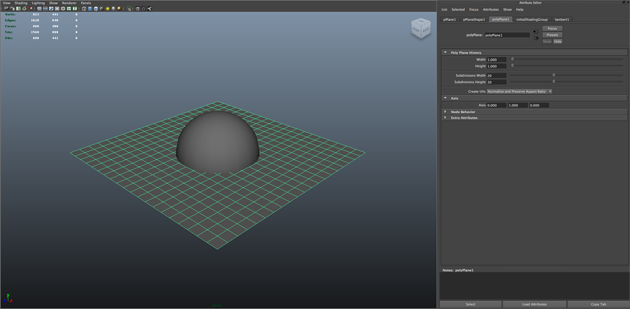 View Shading Lighting Show Renderer Panels
Verts:
Edges:
Faces:
Tris:
UVs:
Attribute Editor
List Selected Focus Attributes Show Help
pPlane1 pPlaneShape1 polyPlane1 initialShadingGroup lambert1
polyPlane: polyPlane1
Focus
Presets
Show Hide
Poly Plane History
Width 1.000
Height 1.000
Subdivisions Width 20
Subdivisions Height 20
Create UVs Normalize and Preserve Aspect Ratio
Axis
Axis 0.000 1.000 0.000
Node Behavior
Extra Attributes
Notes: polyPlane1
Select Load Attributes Copy Tab